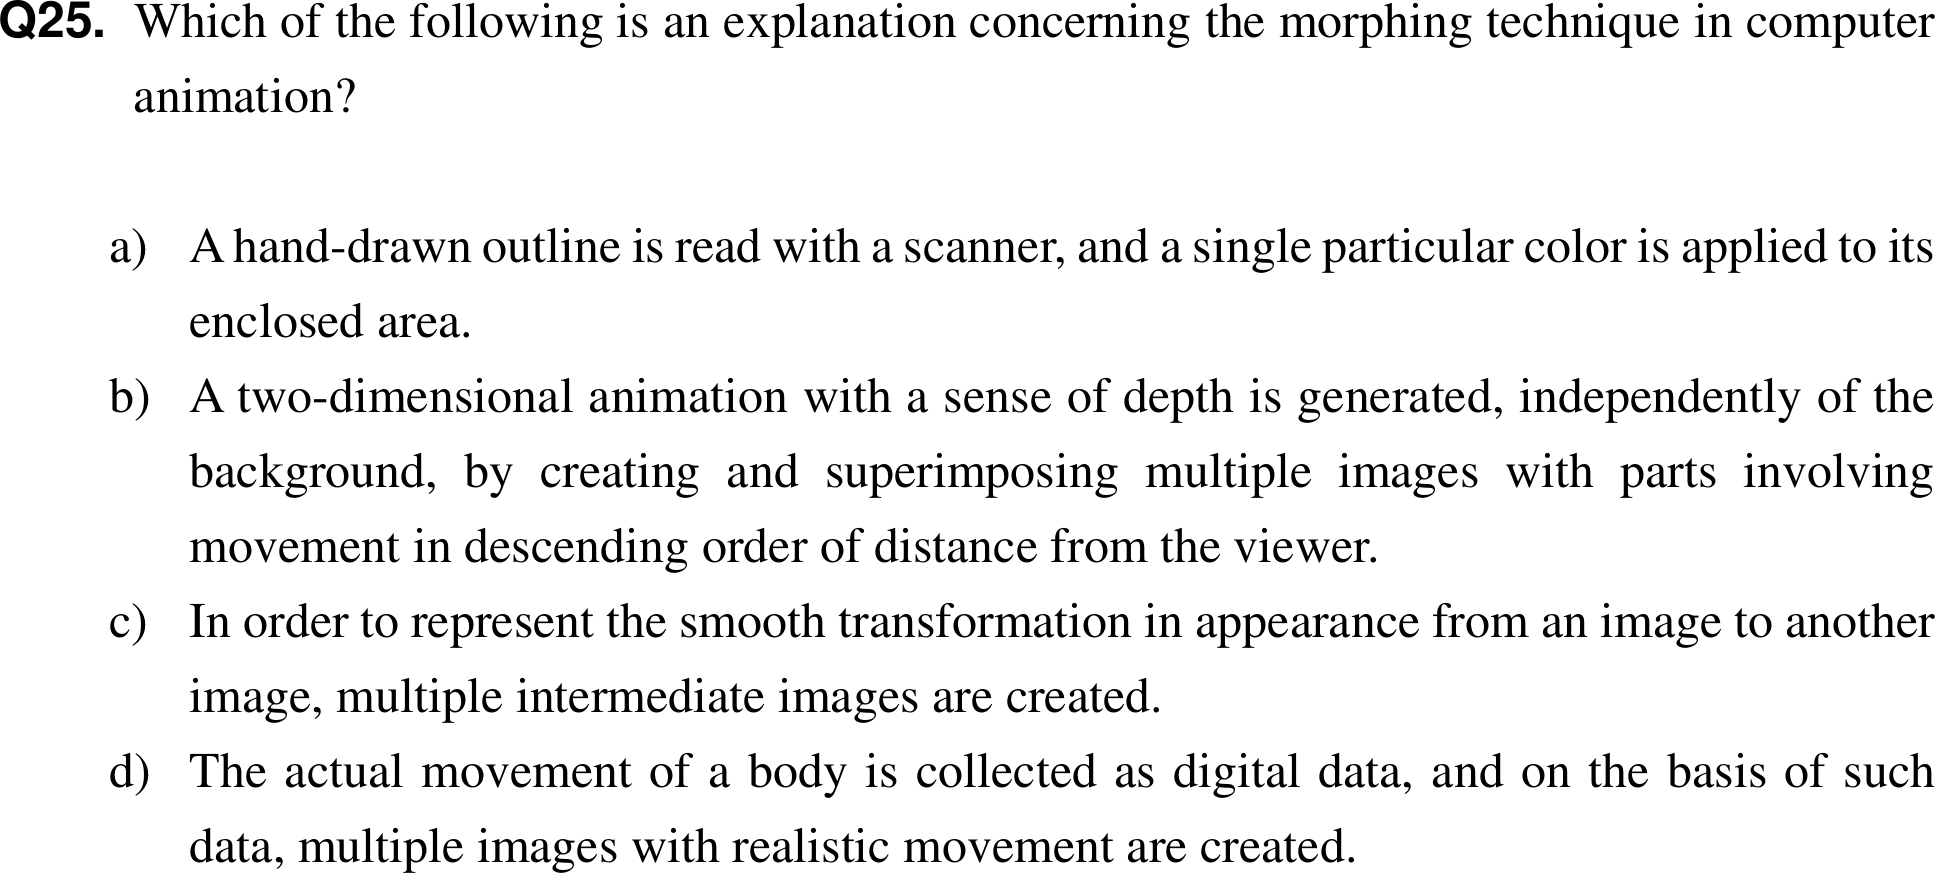 Q25. Which of the following is an explanation concerning the morphing technique in computer
animation?
a) A hand-drawn outline is read with a scanner, and a single particular color is applied to its
enclosed area.
b) A two-dimensional animation with a sense of depth is generated, independently of the
background, by creating and superimposing multiple images with parts involving
movement in descending order of distance from the viewer.
c) In order to represent the smooth transformation in appearance from an image to another
image, multiple intermediate images are created.
d) The actual movement of a body is collected as digital data, and on the basis of such
data, multiple images with realistic movement are created.